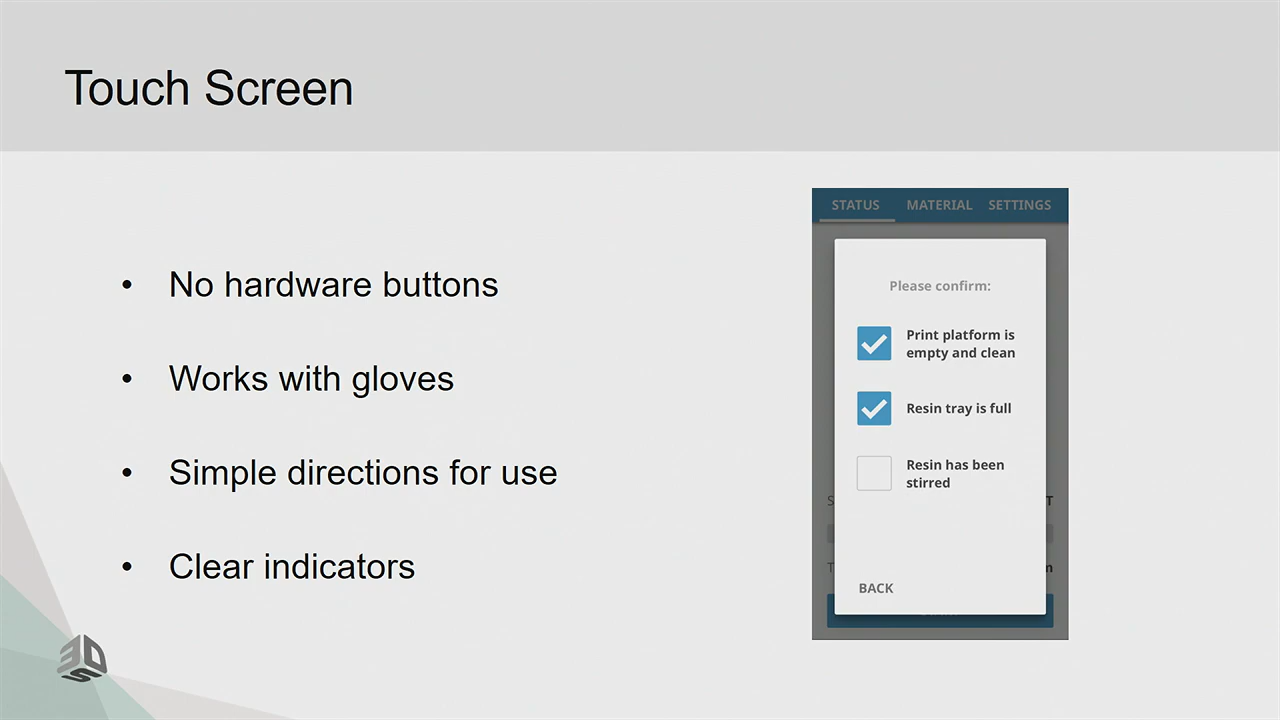 Touch Screen
• No hardware buttons
• Works with gloves
• Simple directions for use
• Clear indicators
STATUS MATERIAL SETTINGS
Please confirm:
Print platform is
empty and clean
Resin tray is full
Resin has been
stirred
S T
T m
BACK
3DS